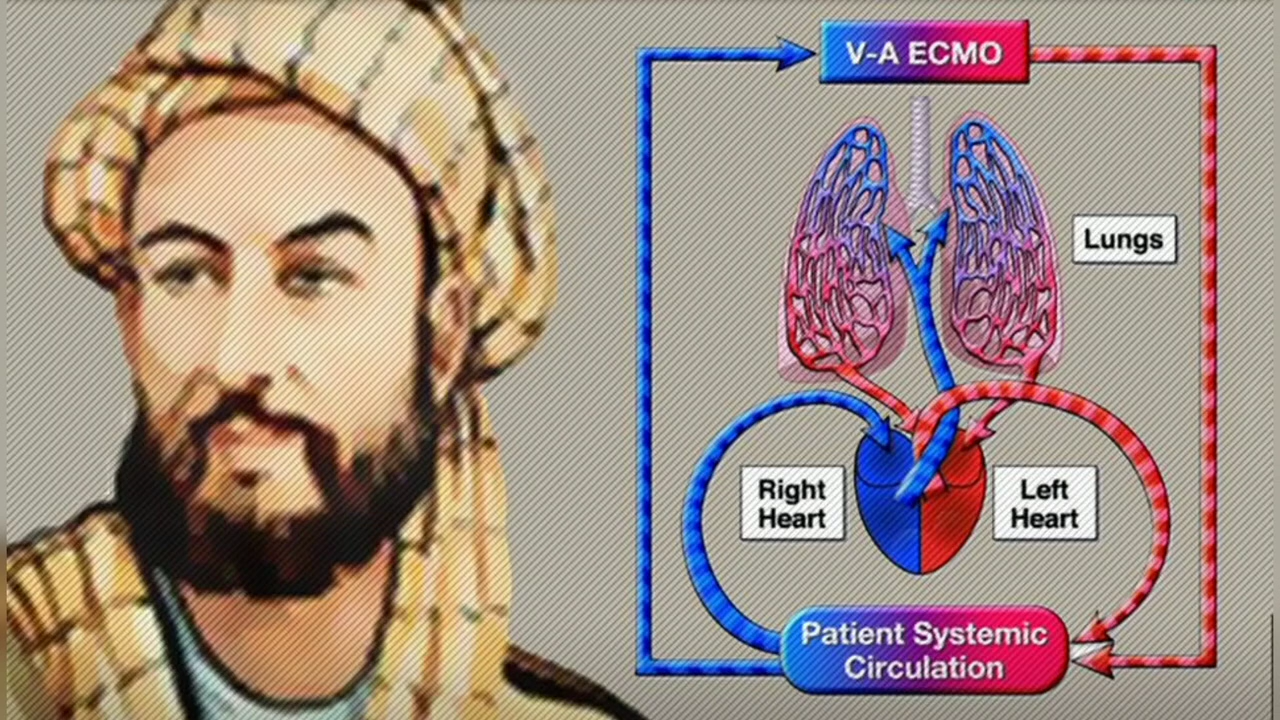 V-A ECMO
Lungs
Right
Heart
Left
Heart
Patient Systemic
Circulation